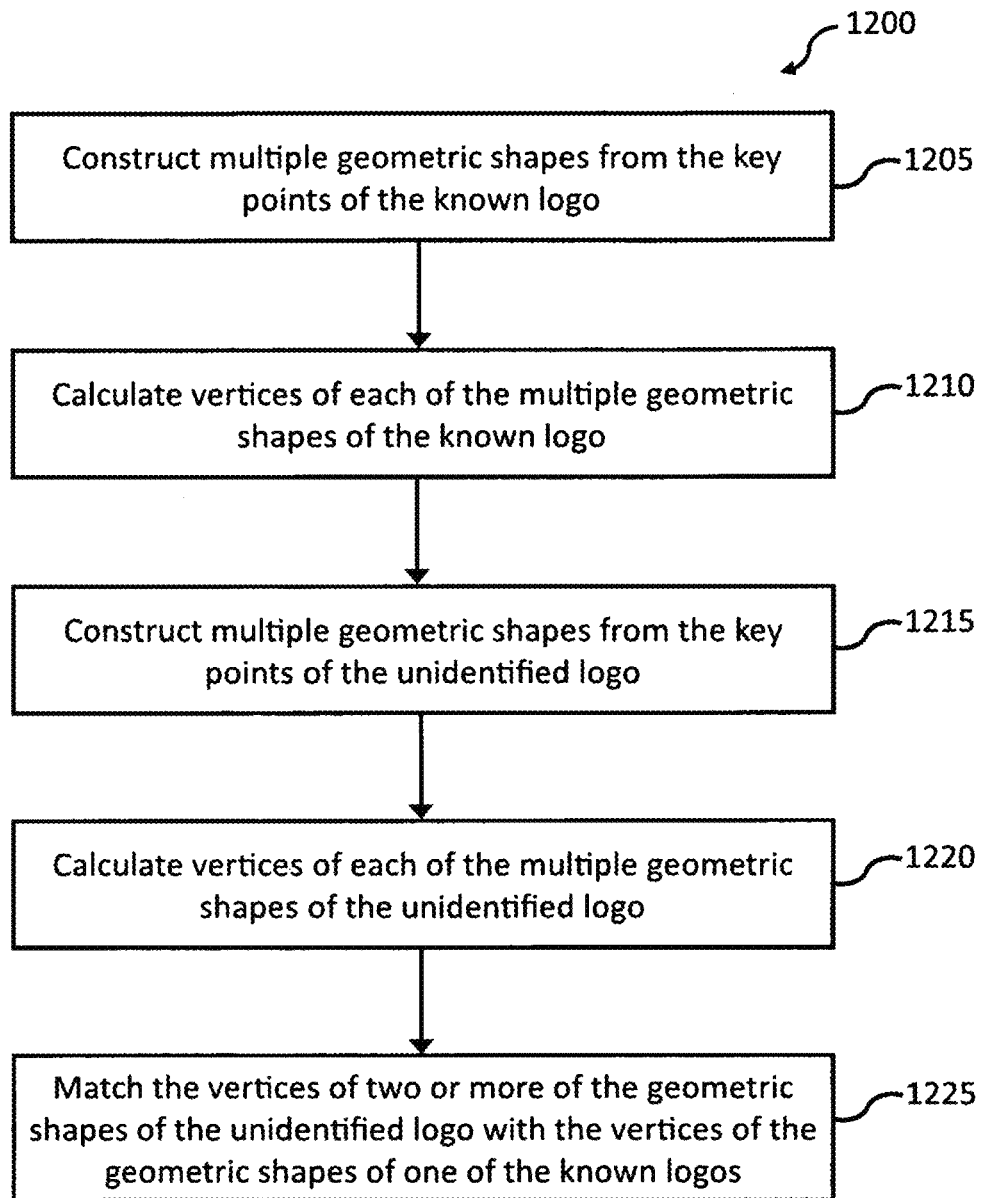 1200
Construct multiple geometric shapes from the key
points of the known logo
1205
Calculate vertices of each of the multiple geometric
shapes of the known logo
1210
Construct multiple geometric shapes from the key
points of the unidentified logo
1215
Calculate vertices of each of the multiple geometric
shapes of the unidentified logo
1220
Match the vertices of two or more of the geometric
shapes of the unidentified logo with the vertices of the
geometric shapes of one of the known logos
1225